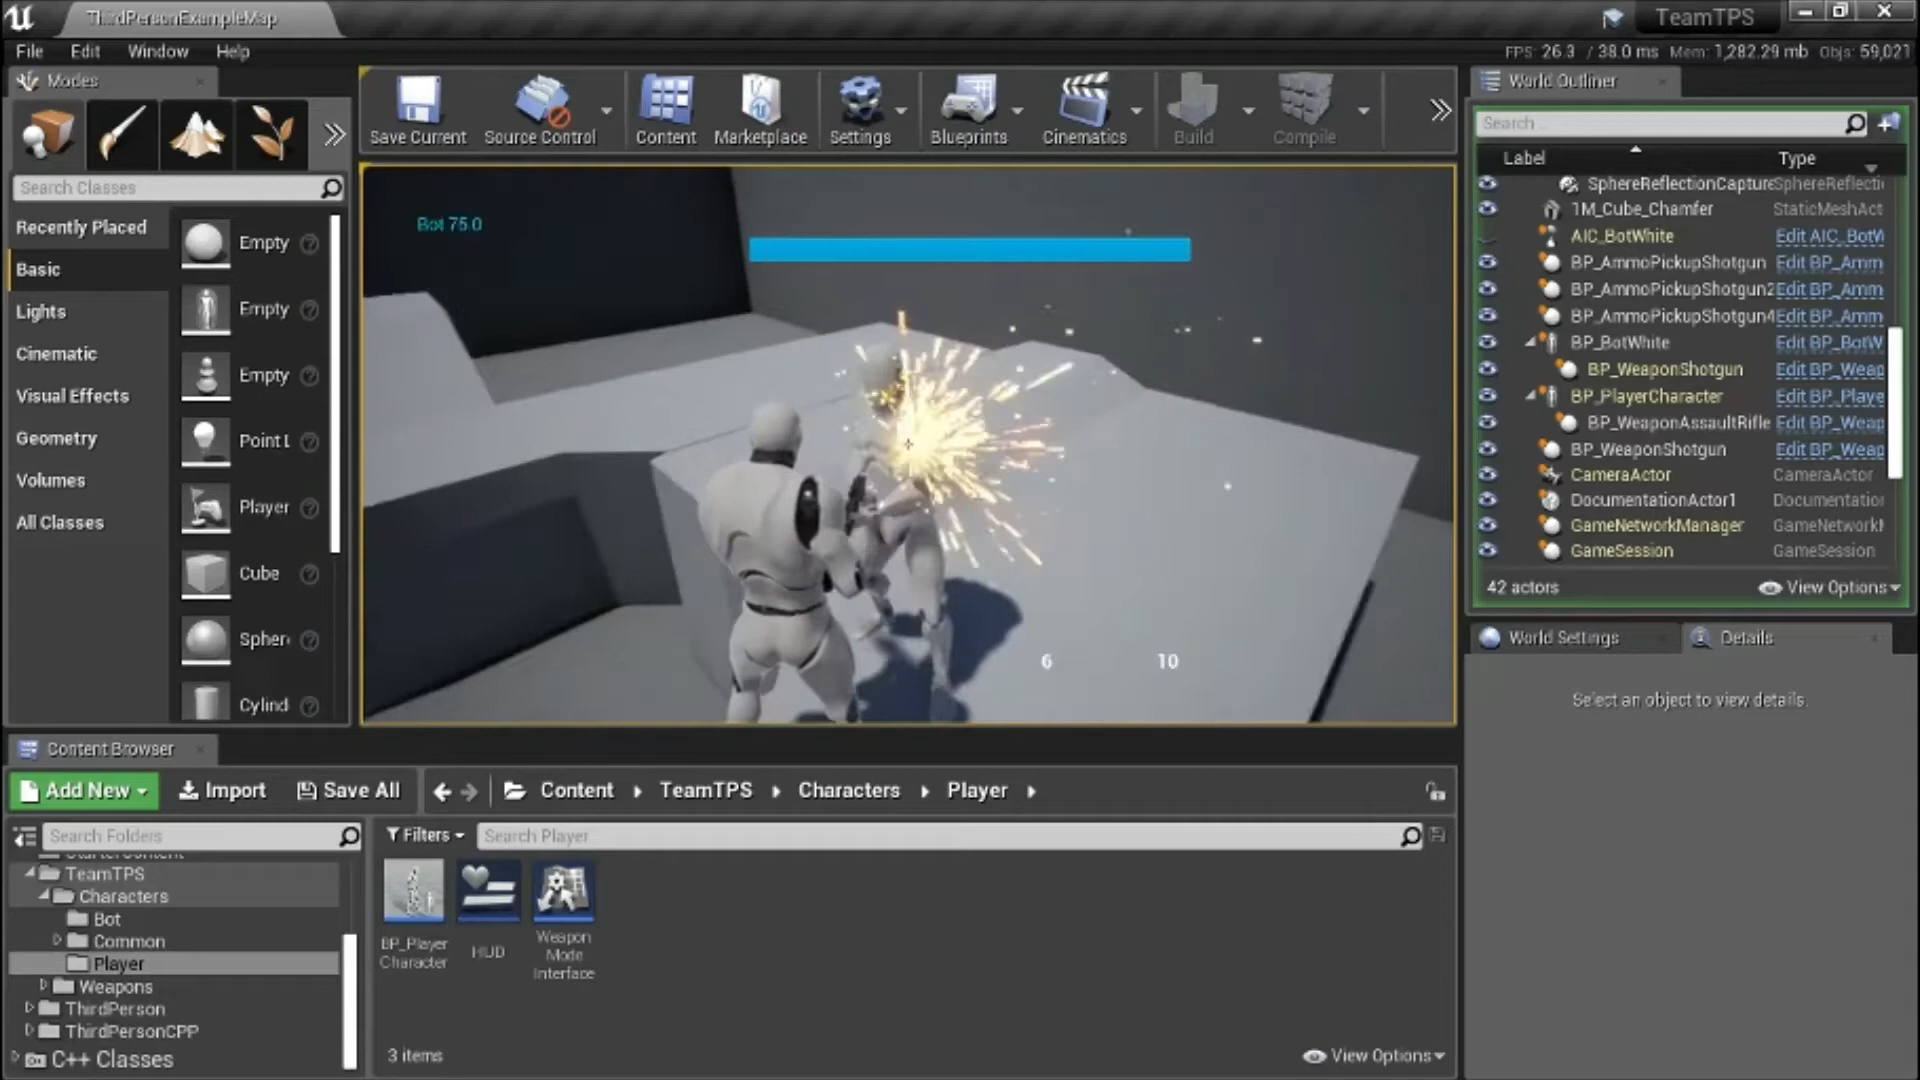 ThirdPersonExampleMap
TeamTPS
File Edit Window Help
FPS: 26.3 / 38.0 ms Mem: 1,282.29 mb Objs: 59,021
Modes
Save Current
Source Control
Content
Marketplace
Settings
Blueprints
Cinematics
Build
Compile
World Outliner
Search Classes
Recently Placed
Basic
Lights
Cinematic
Visual Effects
Geometry
Volumes
All Classes
Empty
Empty
Empty
Point L
Player
Cube
Spher
Cylind
Bot 75.0
6 10
Search
Label Type
SphereReflectionCapture SphereReflecti
1M_Cube_Chamfer StaticMeshAct
AIC_BotWhite Edit AIC_BotW
BP_AmmoPickupShotgun Edit BP_Amm
BP_AmmoPickupShotgun2 Edit BP_Amm
BP_AmmoPickupShotgun4 Edit BP_Amm
BP_BotWhite Edit BP_BotW
BP_WeaponShotgun Edit BP_Weap
BP_PlayerCharacter Edit BP_Playe
BP_WeaponAssaultRifle Edit BP_Weap
BP_WeaponShotgun Edit BP_Weap
CameraActor CameraActor
DocumentationActor1 Documentation
GameNetworkManager GameNetwork
GameSession GameSession
42 actors View Options
World Settings Details
Select an object to view details.
Content Browser
Add New Import Save All Content TeamTPS Characters Player
Search Folders
Filters Search Player
StarterContent
TeamTPS
Characters
Bot
Common
Player
Weapons
ThirdPerson
ThirdPersonCPP
C++ Classes
BP_Player
Character
HUD
Weapon
Mode
Interface
3 items View Options